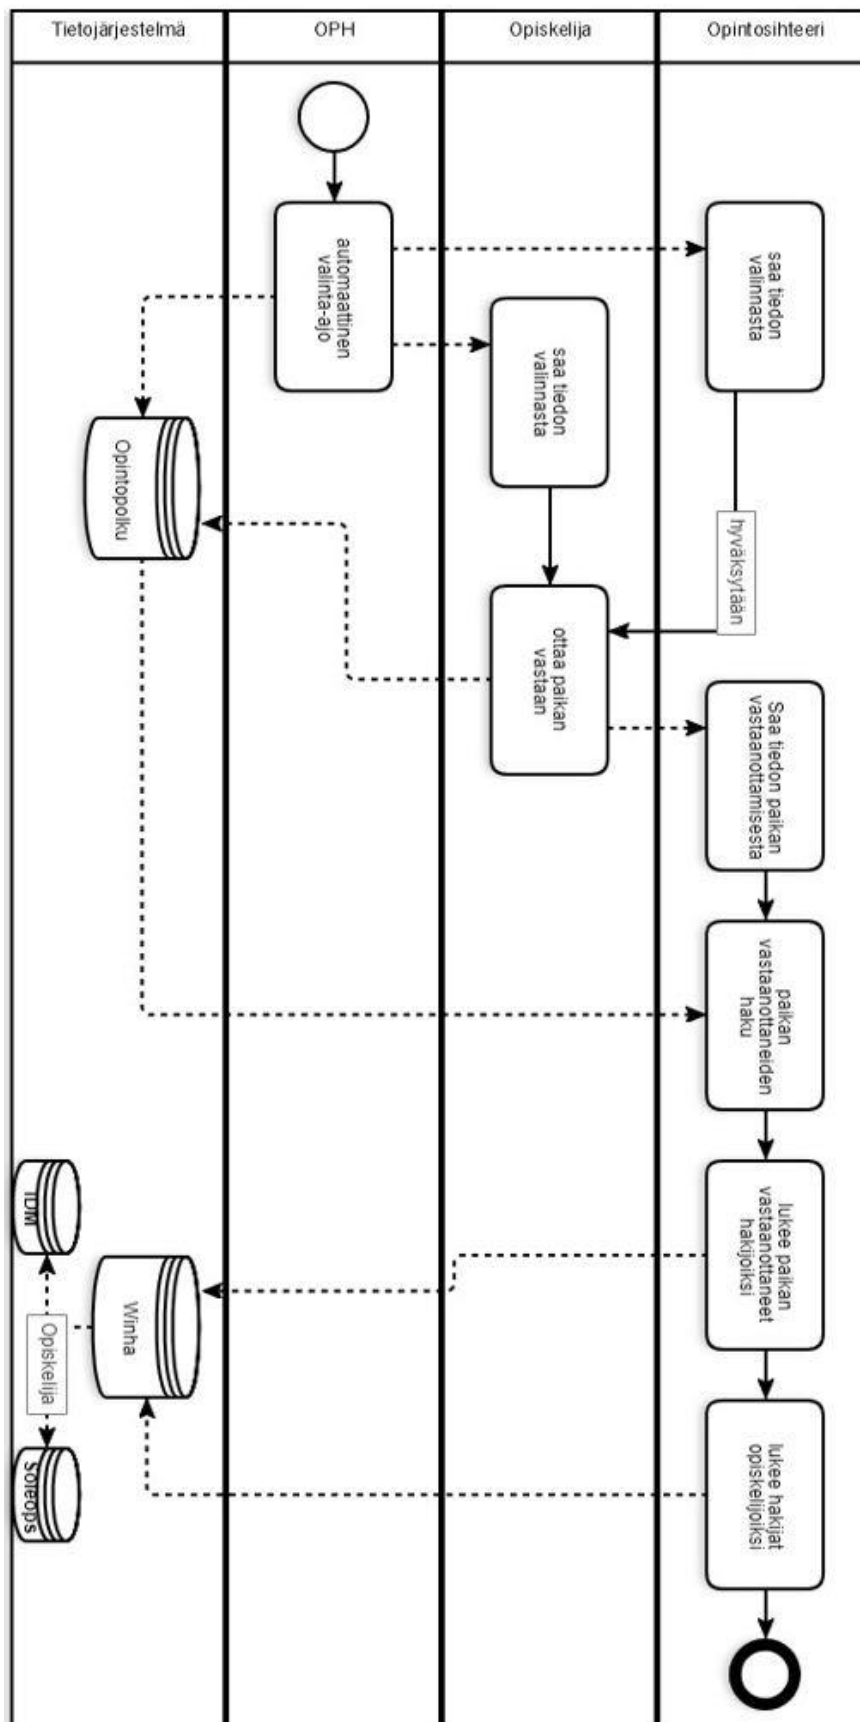 Tietojärjestelmä
OPH
Opiskelija
Opintosihteeri
automaattinen
valinta-ajo
saa tiedon
valinnasta
saa tiedon
valinnasta
Opintopolku
hyväksytään
ottaa paikan
vastaan
Saa tiedon paikan
vastaanottamisesta
paikan
vastaanottaneiden
haku
lukee paikan
vastaanottaneet
hakijoiksi
IDM
Winha
Opiskelija
Soleops
lukee hakijat
opiskelijoiksi